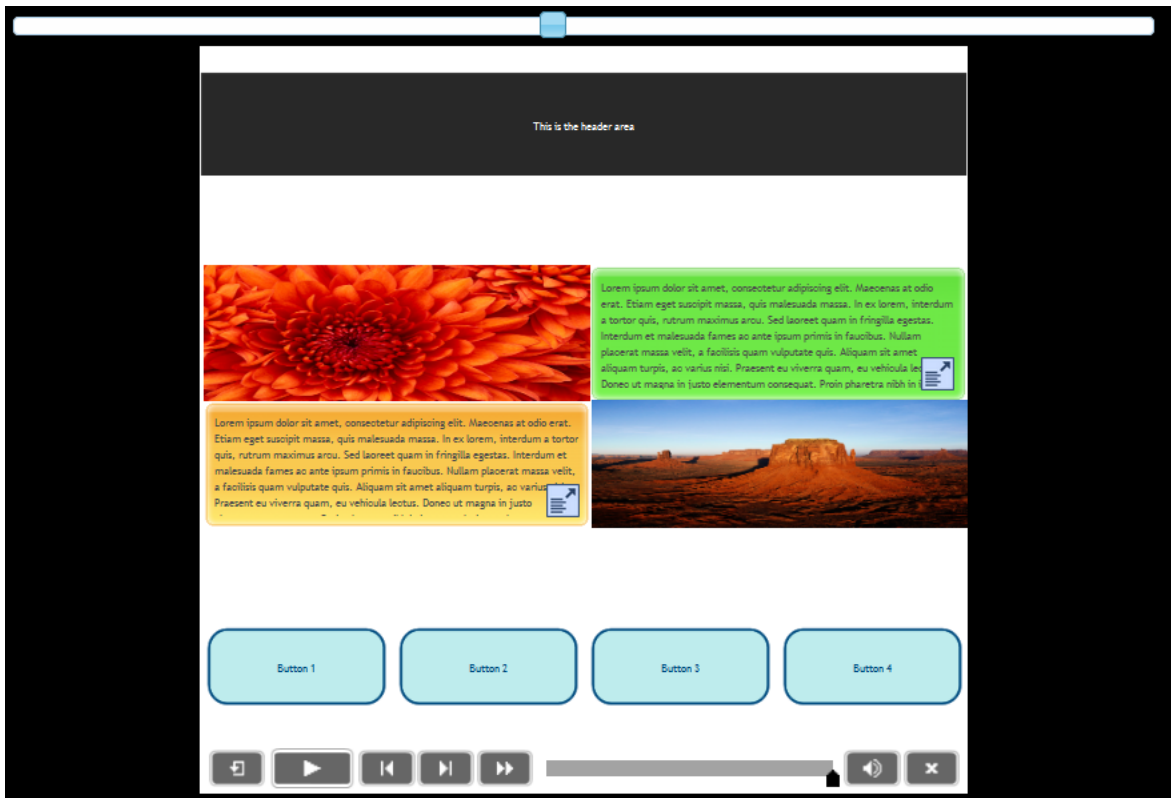 This is the header area
Lorem ipsum dolor sit amet, consectetur adipiscing elit. Maecenas at odio
erat. Etiam eget suscipit massa, quis malesuada massa. In ex lorem, interdum
a tortor quis, rutrum maximus arcu. Sed laoreet quam in fringilla egestas.
Interdum et malesuada fames ac ante ipsum primis in faucibus. Nullam
placerat massa velit, a facilisis quam vulputate quis. Aliquam sit amet
aliquam turpis, ac varius nisi. Praesent eu viverra quam, eu vehicula
Donec ut magna in justo elementum consequat. Proin pharetra nibh in
Lorem ipsum dolor sit amet, consectetur adipiscing elit. Maecenas at odio erat.
Etiam eget suscipit massa, quis malesuada massa. In ex lorem, interdum a tortor
quis, rutrum maximus arcu. Sed laoreet quam in fringilla egestas. Interdum et
malesuada fames ac ante ipsum primis in faucibus. Nullam placerat massa velit,
a facilisis quam vulputate quis. Aliquam sit amet aliquam turpis, ac varius
Praesent eu viverra quam, eu vehicula lectus. Donec ut magna in justo
Button 1
Button 2
Button 3
Button 4